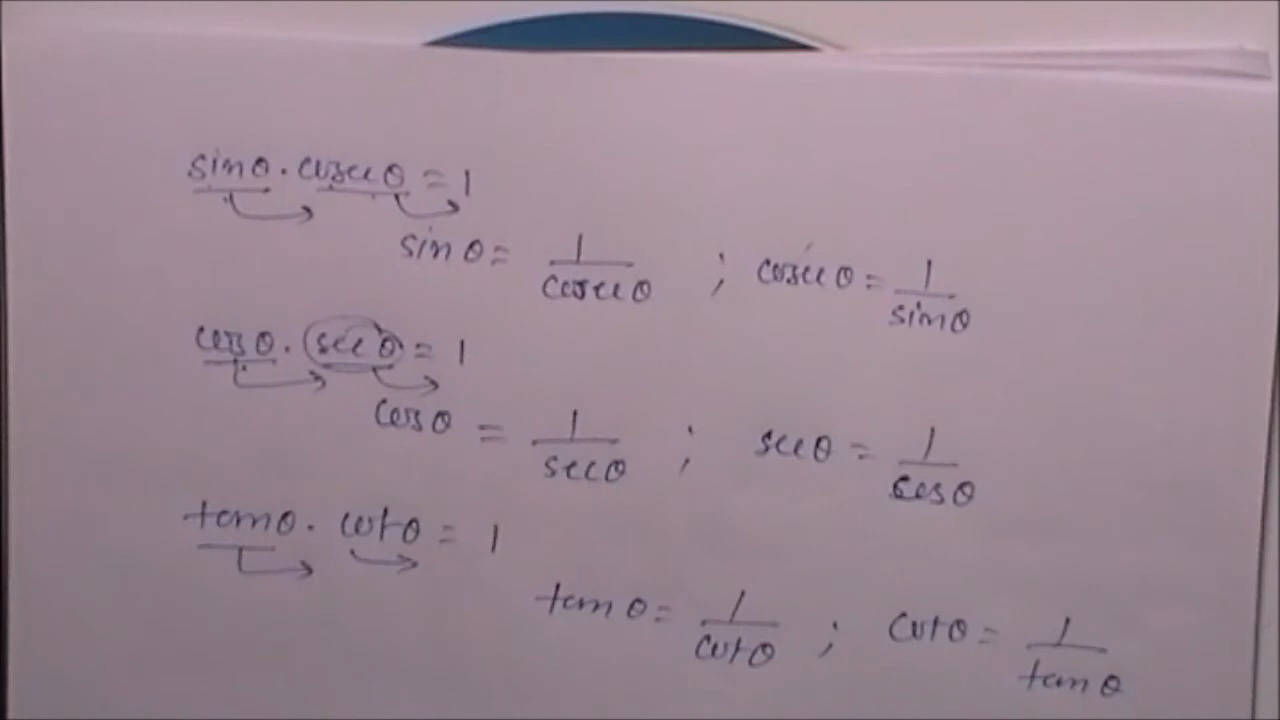 sinθ · cosecθ = 1
sinθ = 1/cosecθ ; cosecθ = 1/sinθ
cosθ · secθ = 1
cosθ = 1/secθ ; secθ = 1/cosθ
tanθ · cotθ = 1
tanθ = 1/cotθ ; cotθ = 1/tanθ